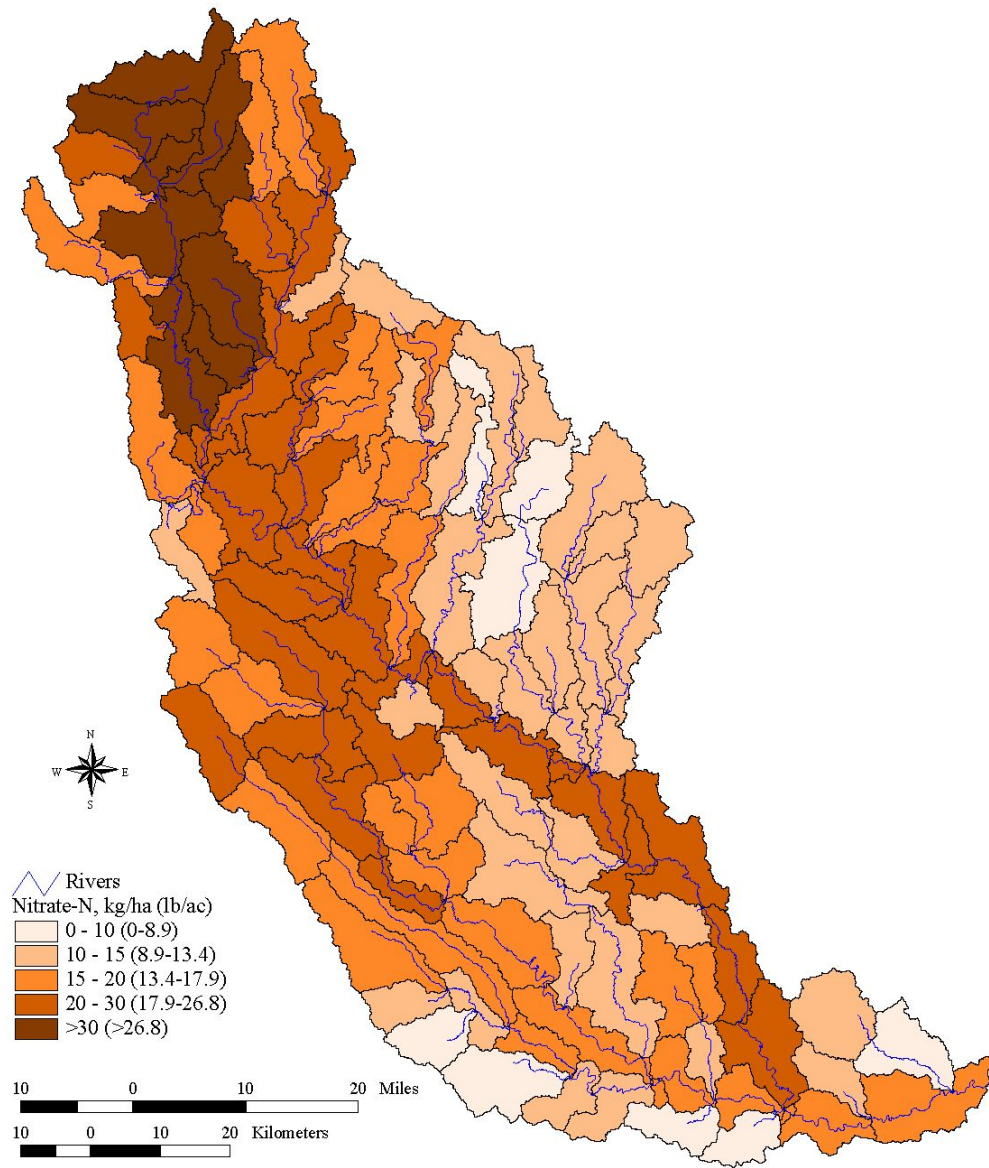 N
W E
S
Rivers
Nitrate-N, kg/ha (lb/ac)
0 - 10 (0-8.9)
10 - 15 (8.9-13.4)
15 - 20 (13.4-17.9)
20 - 30 (17.9-26.8)
>30 (>26.8)
10 0 10 20 Miles
10 0 10 20 Kilometers